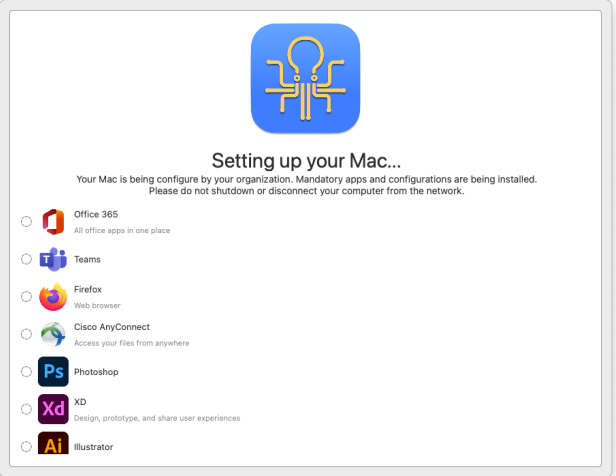 Setting up your Mac...
Your Mac is being configure by your organization. Mandatory apps and configurations are being installed.
Please do not shutdown or disconnect your computer from the network.
Office 365
All office apps in one place
T
Teams
Firefox
Web browser
Cisco AnyConnect
Access your files from anywhere
Ps
Photoshop
Xd
XD
Design, prototype, and share user experiences
Ai
Illustrator